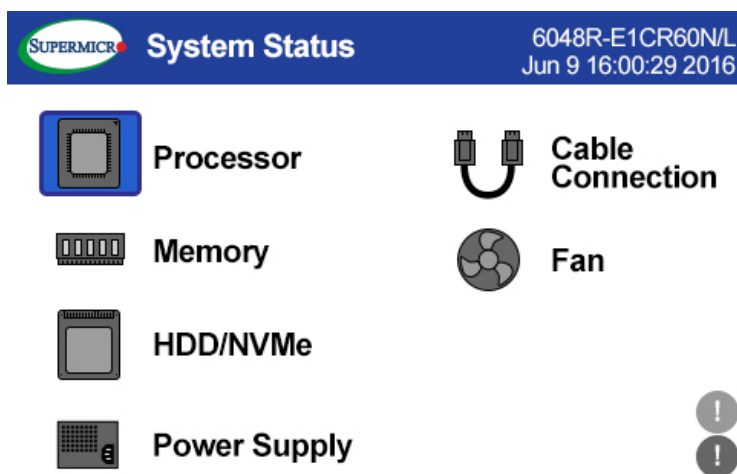 SUPERMICR
System Status
6048R-E1CR60N/L
Jun 9 16:00:29 2016
Processor
Cable
Connection
Memory
Fan
HDD/NVMe
Power Supply
!
!